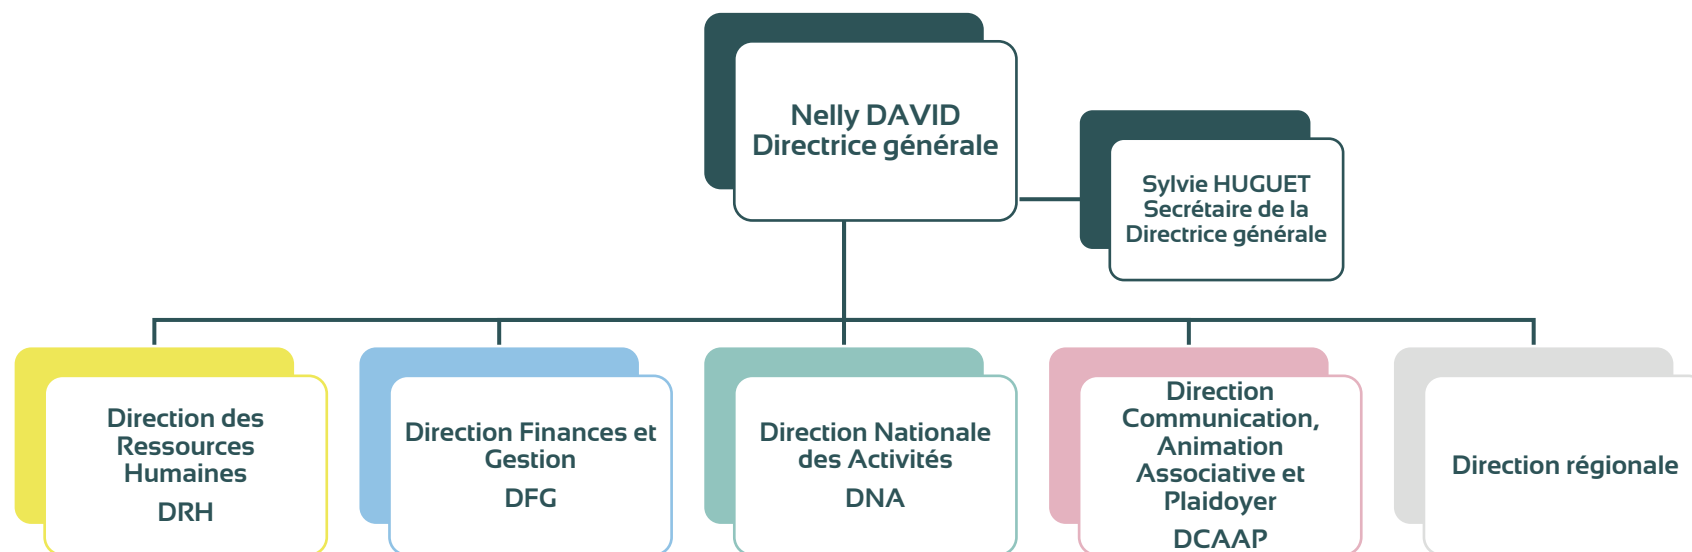 Nelly DAVID
Directrice générale
Sylvie HUGUET
Secrétaire de la
Directrice générale
Direction des
Ressources
Humaines
DRH
Direction Finances et
Gestion
DFG
Direction Nationale
des Activités
DNA
Direction
Communication,
Animation
Associative et
Plaidoyer
DCAAP
Direction régionale